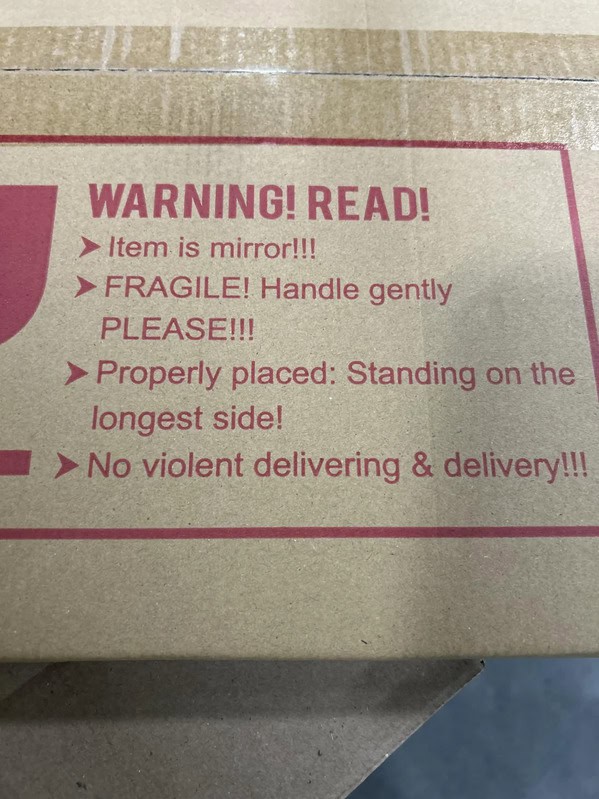 WARNING! READ!
➤ Item is mirror!!!
➤ FRAGILE! Handle gently
PLEASE!!!
➤ Properly placed: Standing on the
longest side!
➤ No violent delivering & delivery!!!